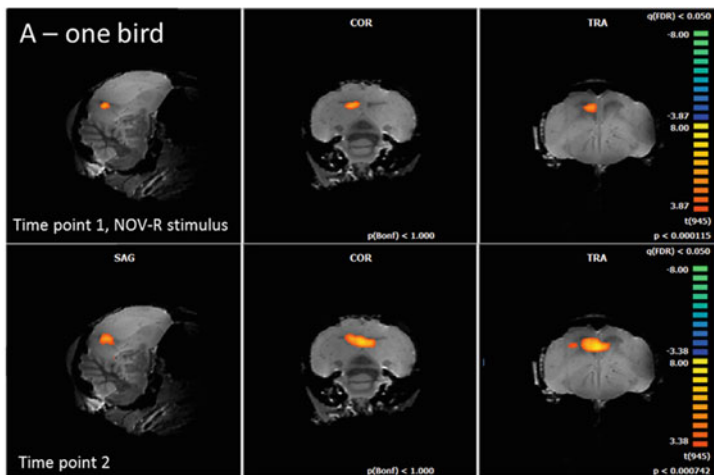 A – one bird
COR
TRA
q(FDR) < 0.050
-8.00
-3.87
8.00
3.87
t(945)
p < 0.000115
Time point 1, NOV-R stimulus
p(Bonf) < 1.000
SAG
COR
TRA
q(FDR) < 0.050
-8.00
-3.38
8.00
3.38
t(945)
p < 0.000742
Time point 2
p(Bonf) < 1.000